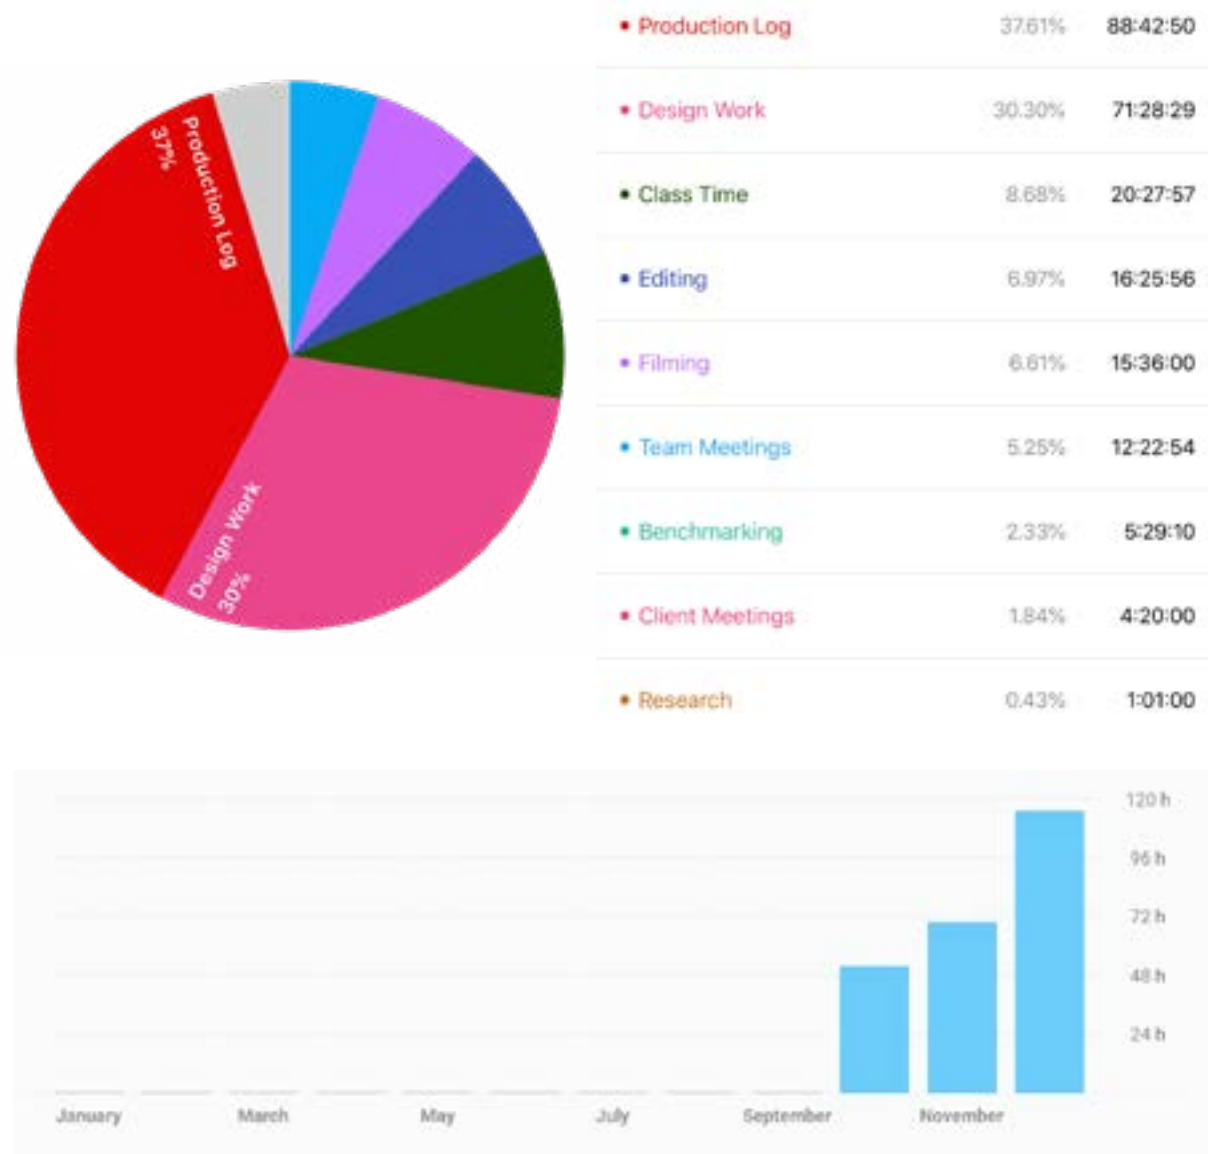 Production Log
37%
Design Work
30%
Production Log 37.61% 88:42:50
Design Work 30.30% 71:28:29
Class Time 8.68% 20:27:57
Editing 6.97% 16:25:56
Filming 6.61% 15:36:00
Team Meetings 5.25% 12:22:54
Benchmarking 2.33% 5:29:10
Client Meetings 1.84% 4:20:00
Research 0.43% 1:01:00
120 h
96 h
72 h
48 h
24 h
January March May July September November